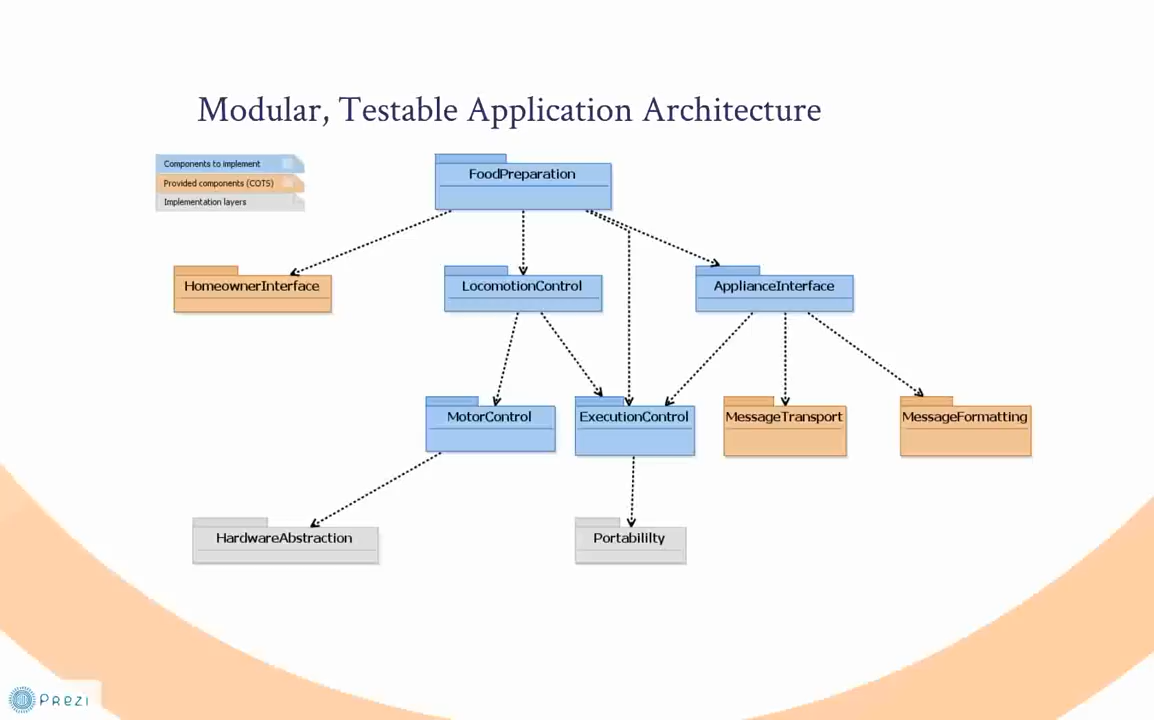 Modular, Testable Application Architecture
Components to implement
Provided components (COTS)
Implementation layers
FoodPreparation
HomeownerInterface
LocomotionControl
ApplianceInterface
MotorControl
ExecutionControl
MessageTransport
MessageFormatting
HardwareAbstraction
Portabililty
Prezi